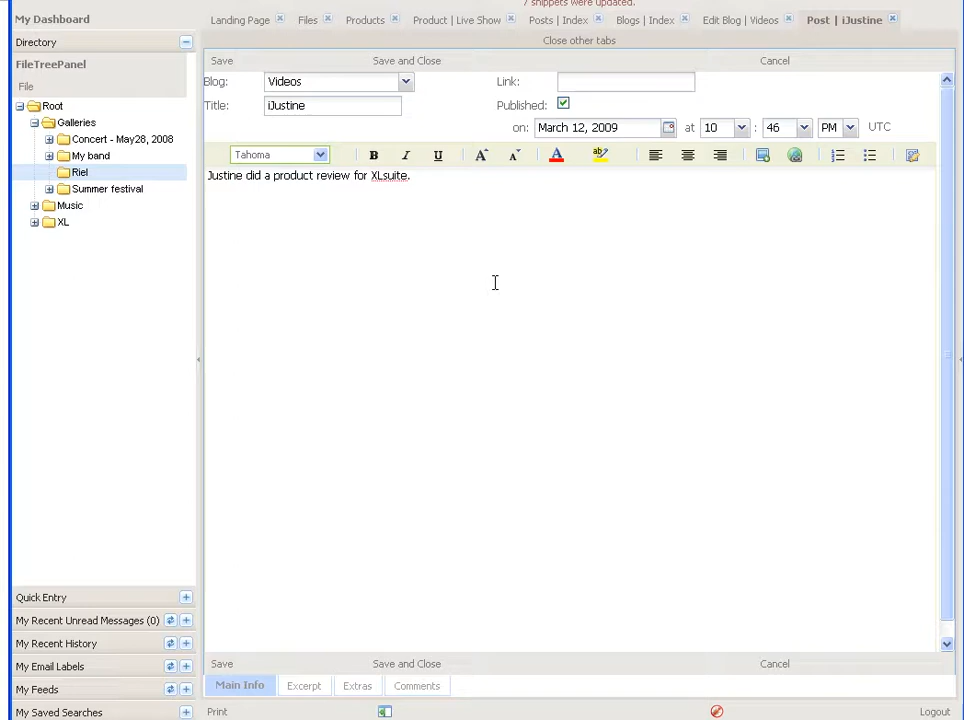 7 snippets were updated.
My Dashboard
Landing Page Files Products Product | Live Show Posts | Index Blogs | Index Edit Blog | Videos Post | iJustine
Directory
Close other tabs
FileTreePanel
Save Save and Close Cancel
File
Blog: Videos Link:
Root
Title: iJustine Published:
Galleries
on: March 12, 2009 at 10 : 46 PM UTC
Concert - May28, 2008
My band
Tahoma B I U A A A ab
Riel
Justine did a product review for XLsuite.
Summer festival
Music
XL
Quick Entry
My Recent Unread Messages (0)
My Recent History
My Email Labels
Save Save and Close Cancel
My Feeds
Main Info Excerpt Extras Comments
My Saved Searches
Print Logout